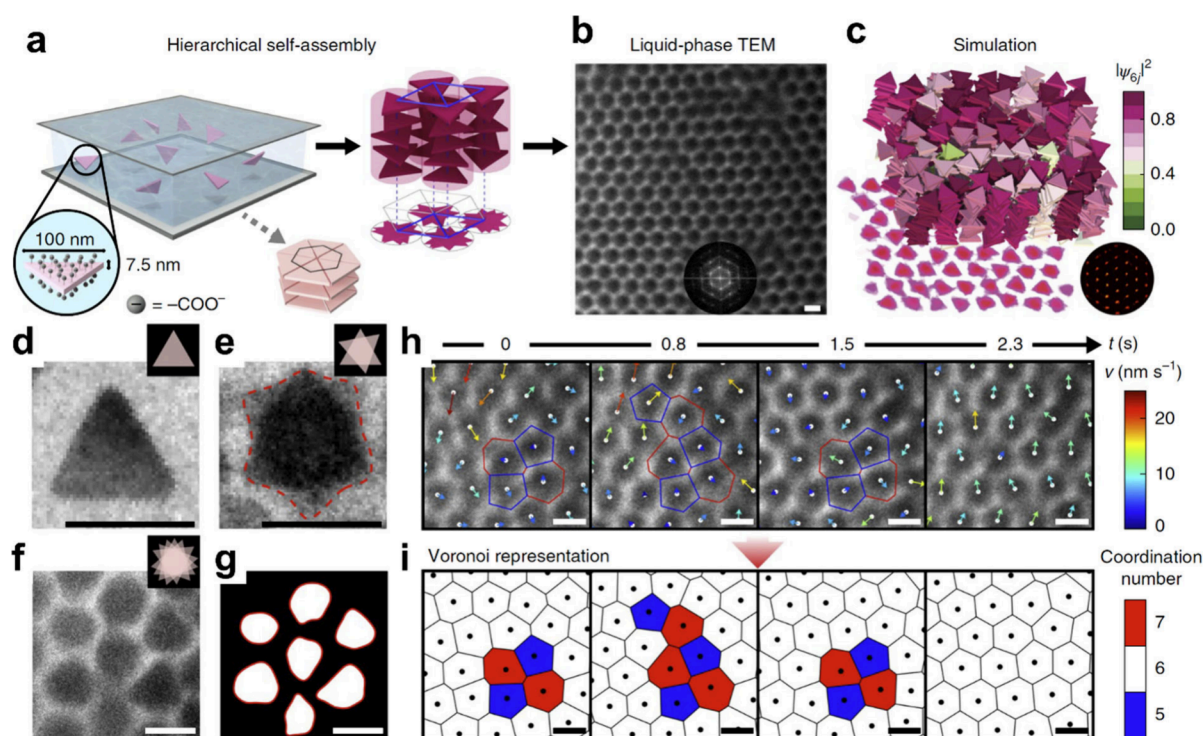 a
Hierarchical self-assembly
100 nm
7.5 nm
− = –COO⁻
b
Liquid-phase TEM
c
Simulation
|ψ₆ⱼ|²
0.8
0.4
0.0
d
e
f
g
h
0 0.8 1.5 2.3 t (s)
v (nm s⁻¹)
20
10
0
i
Voronoi representation
Coordination
number
7
6
5